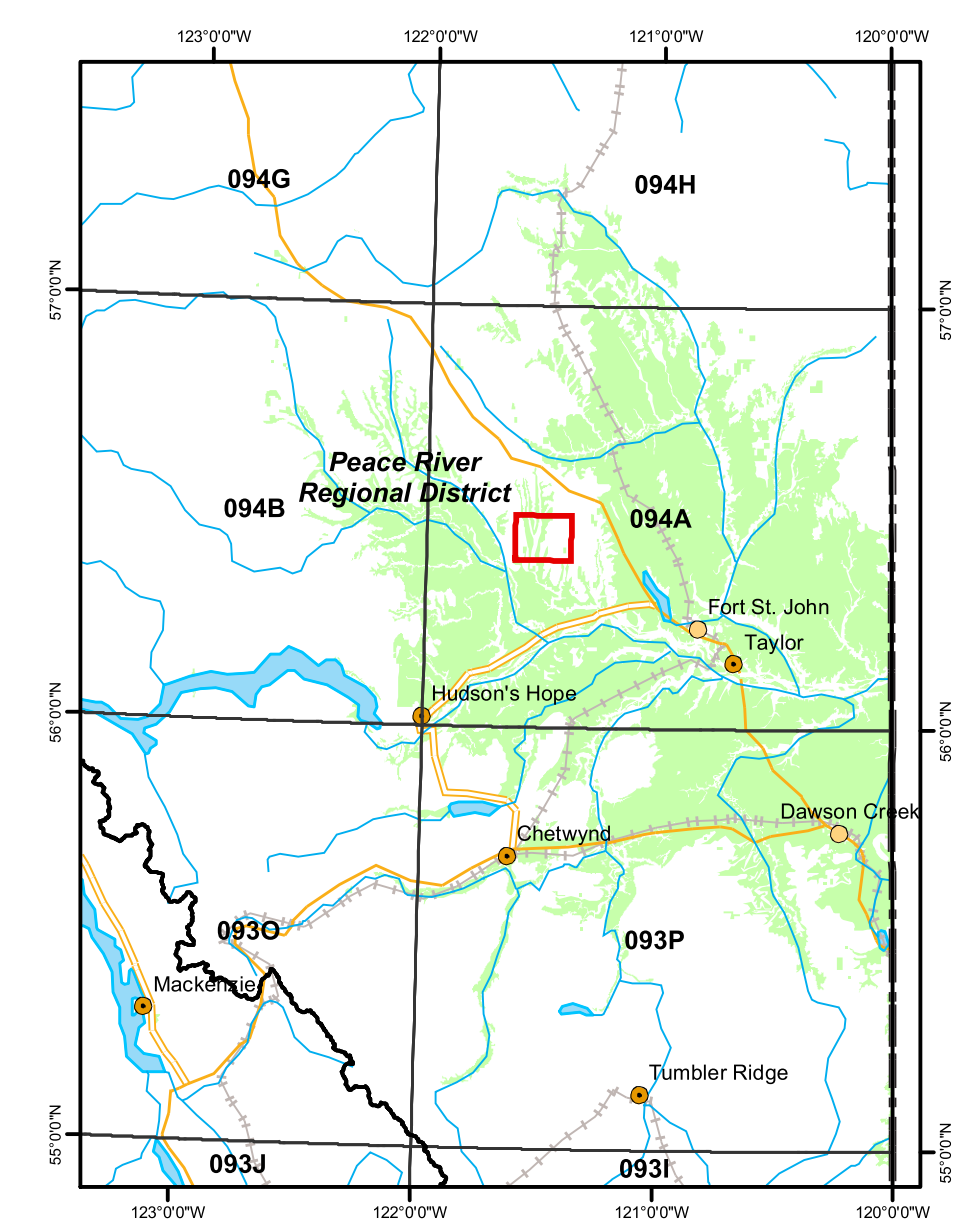 123°0'0"W
122°0'0"W
121°0'0"W
120°0'0"W
094G
094H
57°0'0"N
57°0'0"N
Peace River
Regional District
094B
094A
Fort St. John
Taylor
Hudson's Hope
56°0'0"N
56°0'0"N
Dawson Creek
Chetwynd
093O
093P
Mackenzie
Tumbler Ridge
55°0'0"N
55°0'0"N
093J
093I
123°0'0"W
122°0'0"W
121°0'0"W
120°0'0"W